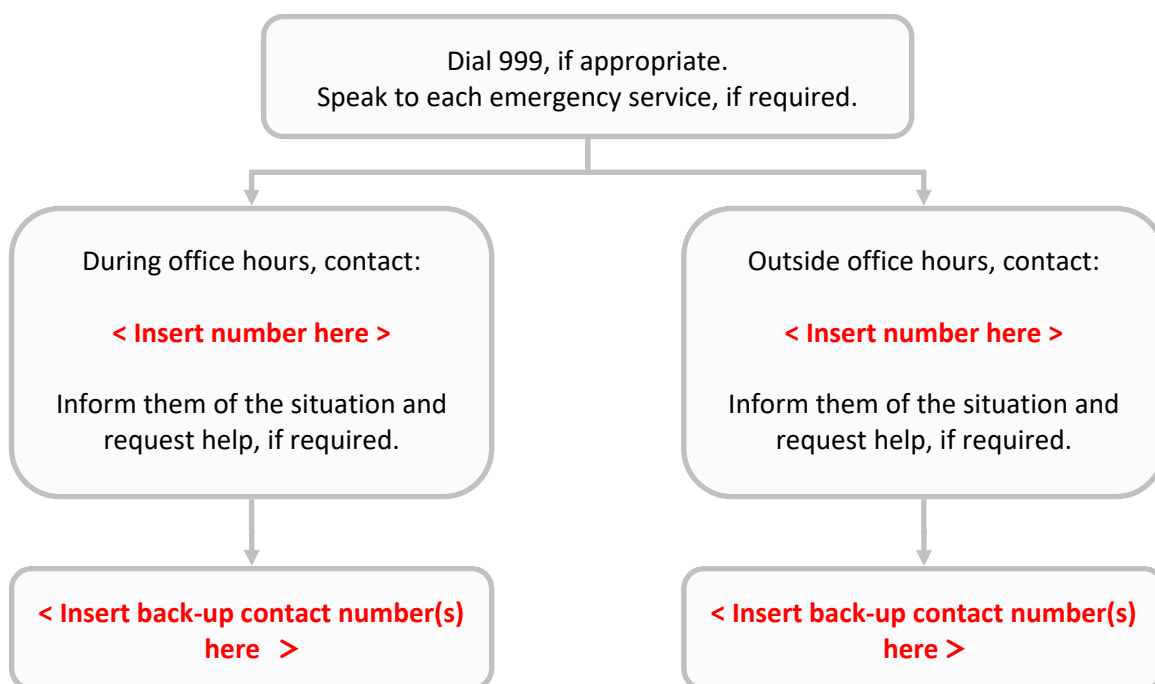 Dial 999, if appropriate.
Speak to each emergency service, if required.
During office hours, contact:
< Insert number here >
Inform them of the situation and
request help, if required.
Outside office hours, contact:
< Insert number here >
Inform them of the situation and
request help, if required.
< Insert back-up contact number(s)
here >
< Insert back-up contact number(s)
here >